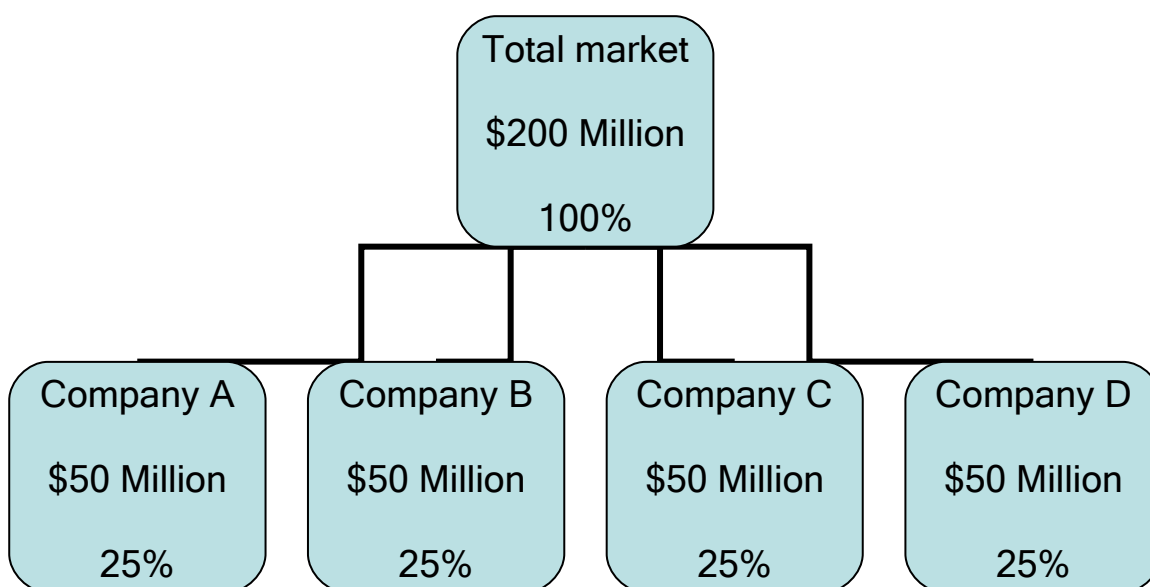 Total market
$200 Million
100%
Company A
$50 Million
25%
Company B
$50 Million
25%
Company C
$50 Million
25%
Company D
$50 Million
25%